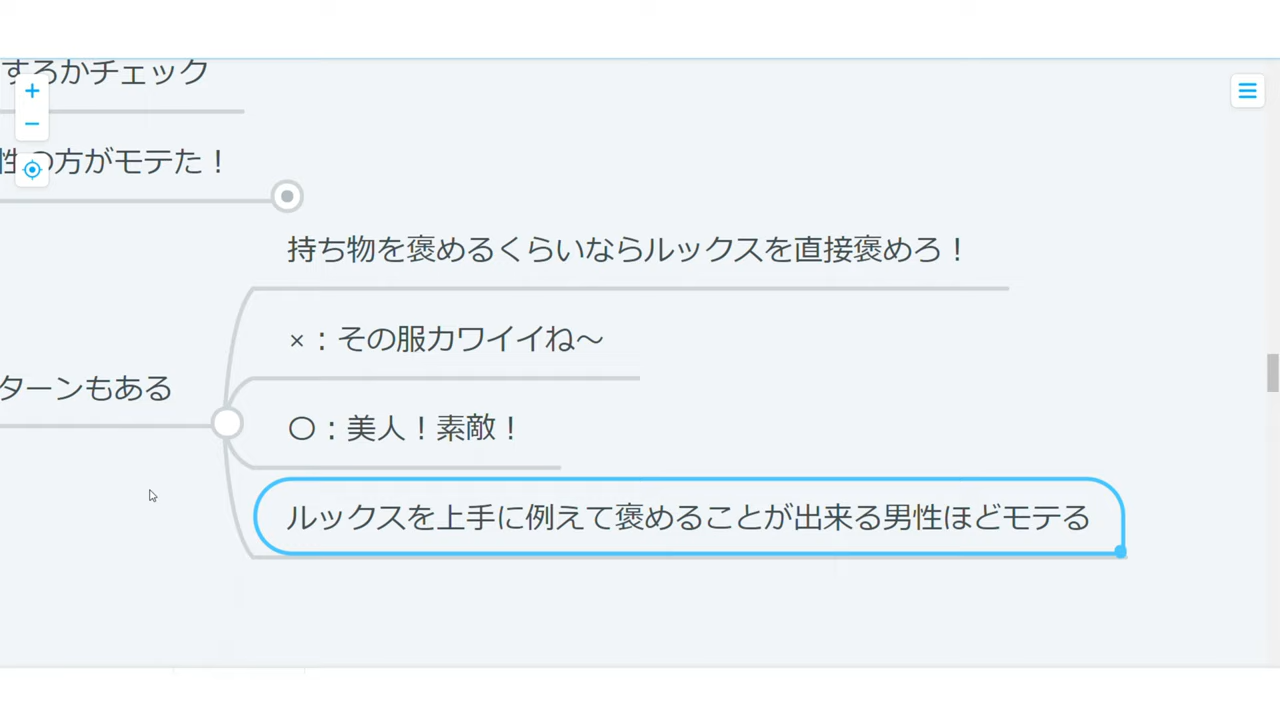 するかチェック
性の方がモテた！
持ち物を褒めるくらいならルックスを直接褒めろ！
×：その服カワイイね～
ターンもある
〇：美人！素敵！
ルックスを上手に例えて褒めることが出来る男性ほどモテる